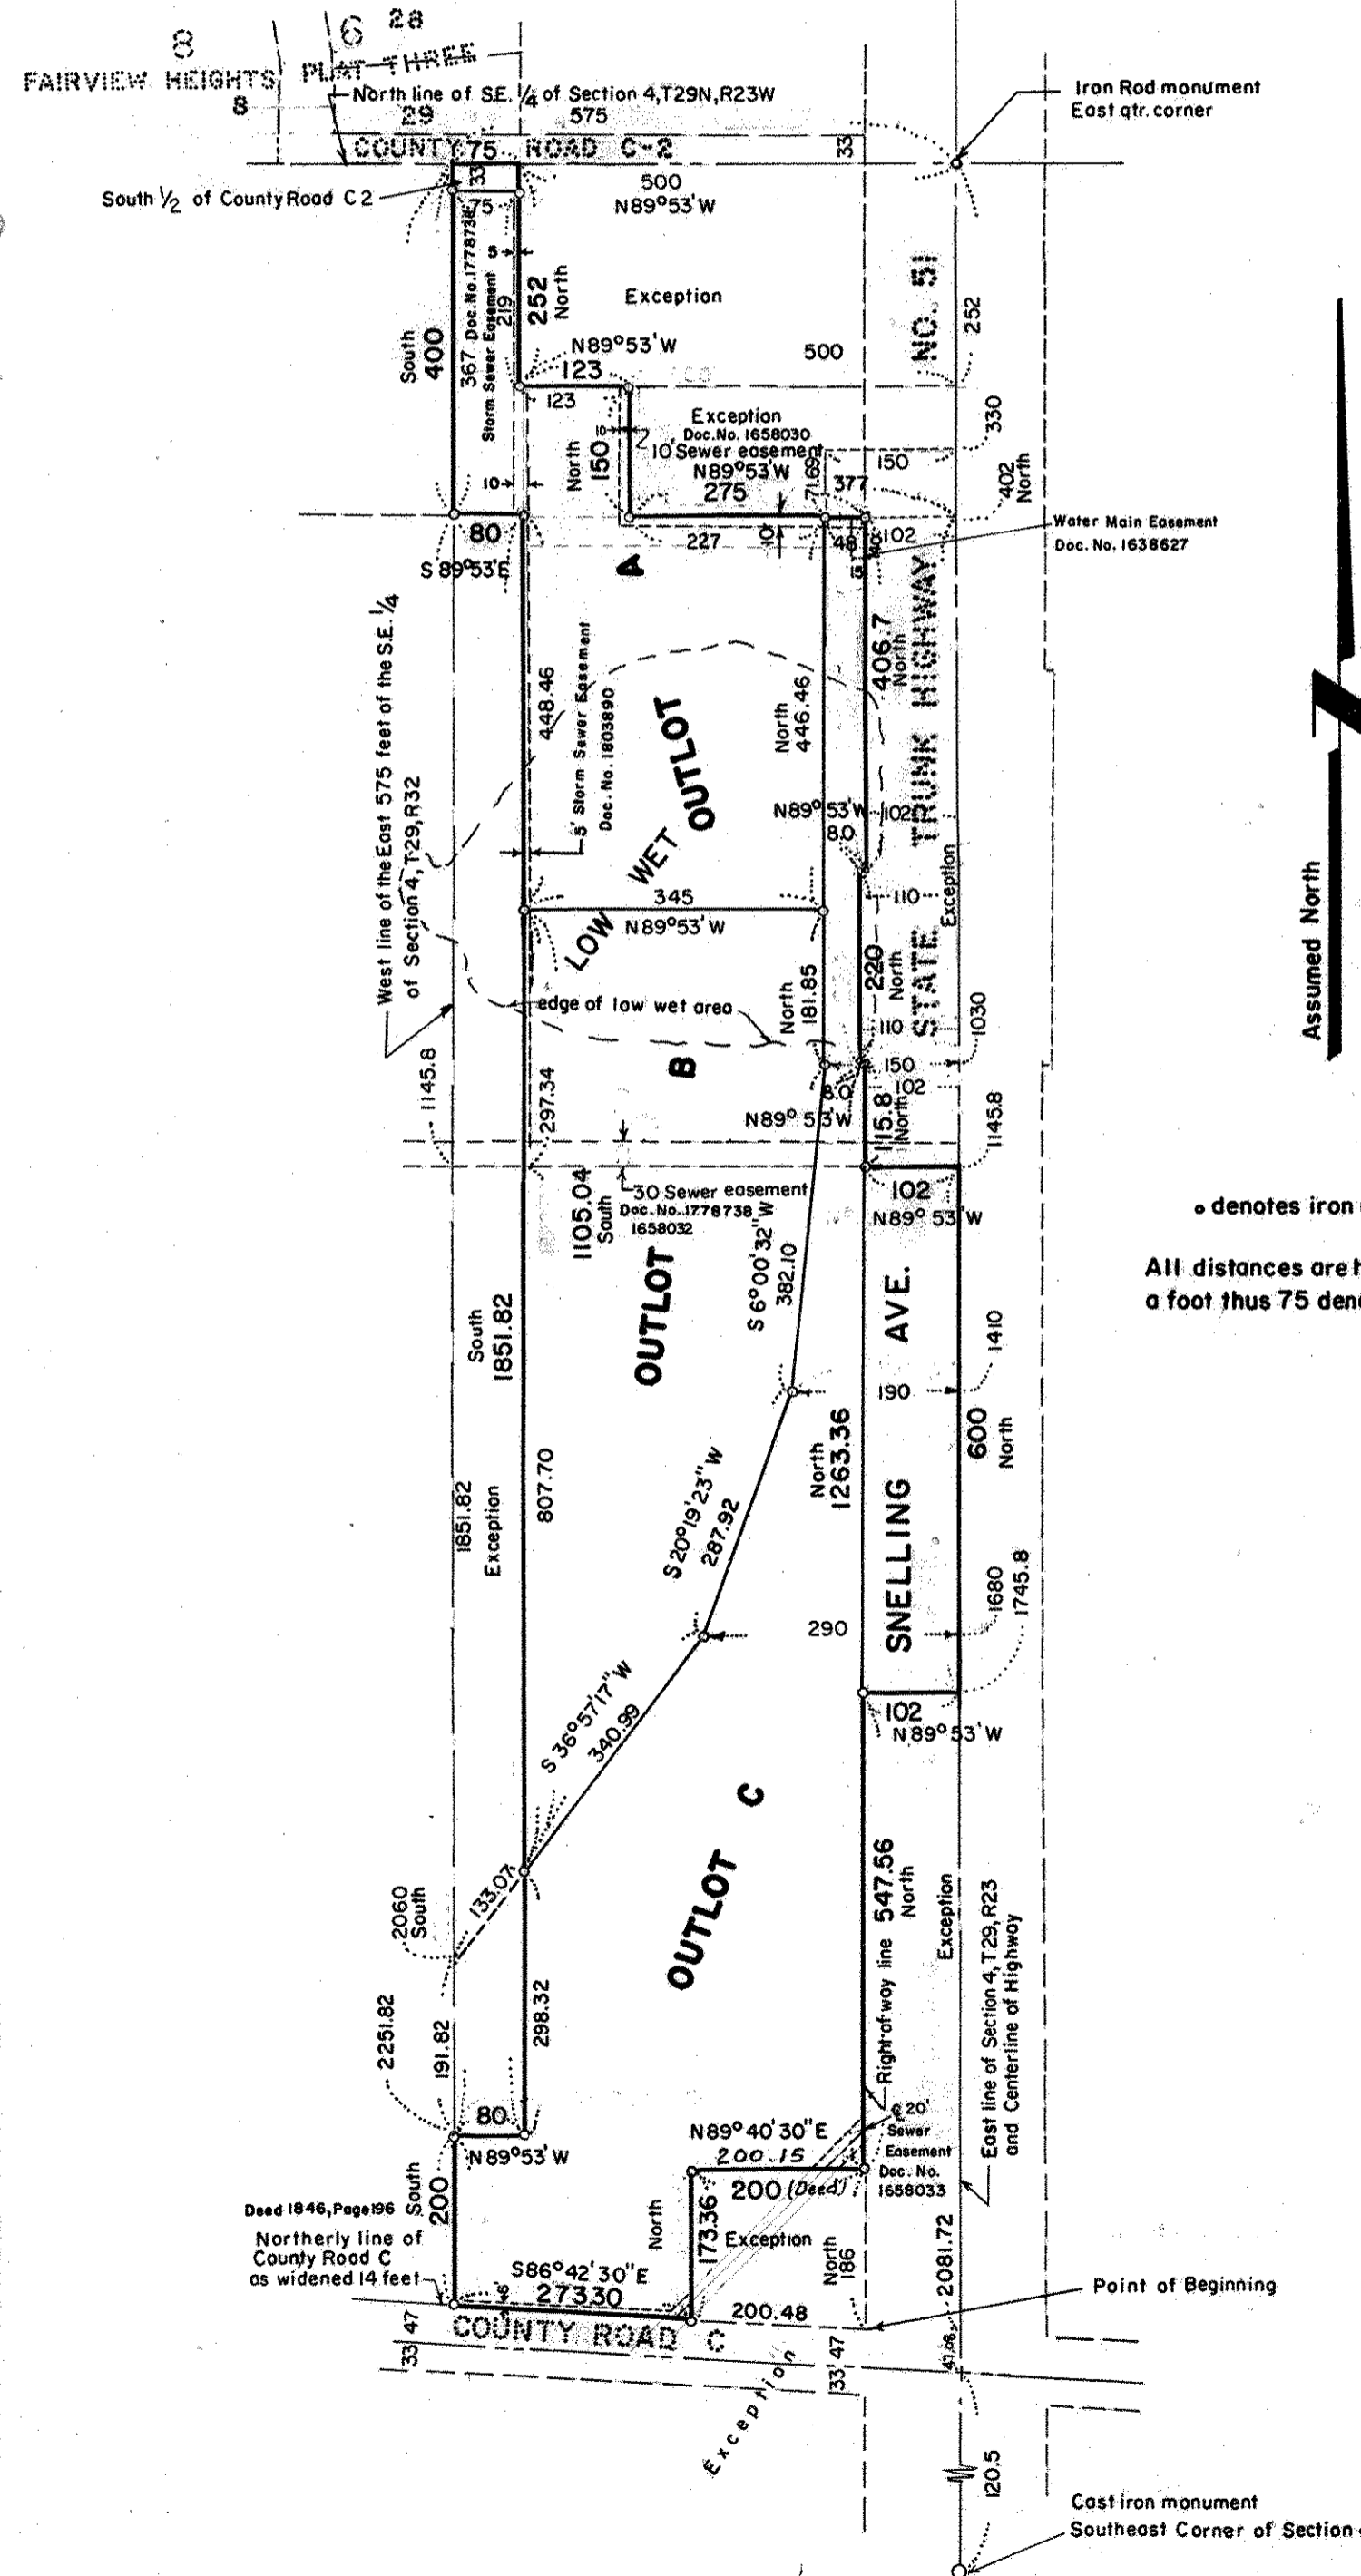 8
6 28
FAIRVIEW HEIGHTS PLAT THREE
8
North line of S.E. 1/4 of Section 4,T29N,R23W
29 575
COUNTY ROAD C-2
75
33
33
Iron Rod monument
East qtr. corner
South 1/2 of County Road C 2
75
500
N89°53'W
South
400
367 Doc.No.1778738
Storm Sewer Easement
219
5
252
North
Exception
N89°53'W
500
123
123
NO. 51
252
330
402
North
Exception
Doc.No. 1658030
10' Sewer easement
N89°53'W
275
North
150
10
10
71.69
150
377
227
10
48
102
40
15
Water Main Easement
Doc. No. 1638627
80
S 89°53'E
A
West line of the East 575 feet of the S.E. 1/4
of Section 4, T29,R32
448.46
5' Storm Sewer Easement
Doc. No. 1803890
OUTLOT
LOW WET
North
446.46
406.7
North
STATE TRUNK HIGHWAY
N89°53'W
8.0
102
110
Exception
345
N89°53'W
Assumed North
edge of low wet area
North
181.85
220
North
110
1030
B
150
8.0
102
N89°53'W
115.8
North
1145.8
1145.8
297.34
1105.04
South
30 Sewer easement
Doc. No. 1778738
1658032
102
N89°53'W
o denotes iron
All distances are
a foot thus 75
OUTLOT
S 6°00'32"W
382.10
South
1851.82
1410
190
SNELLING AVE.
600
North
North
1263.36
1851.82
Exception
807.70
S 20°19'23"W
287.92
290
1680
1745.8
S 36°57'17"W
340.99
102
N89°53'W
OUTLOT C
133.07
2060
South
Right of way line
547.56
North
Exception
East line of Section 4, T29, R23
and Centerline of Highway
2251.82
191.82
298.32
80
N89°53'W
N89°40'30"E
200.15
200 (Deed)
20'
Sewer
Easement
Doc. No.
1658033
Deed 1846, Page 196
South
200
Northerly line of
County Road C
as widened 14 feet
North
173.36
Exception
North
186
2081.72
S86°42'30"E
273.30
200.48
Point of Beginning
COUNTY ROAD C
33' 47
33' 47
Exception
120.5
Cast iron monument
Southeast Corner of Section